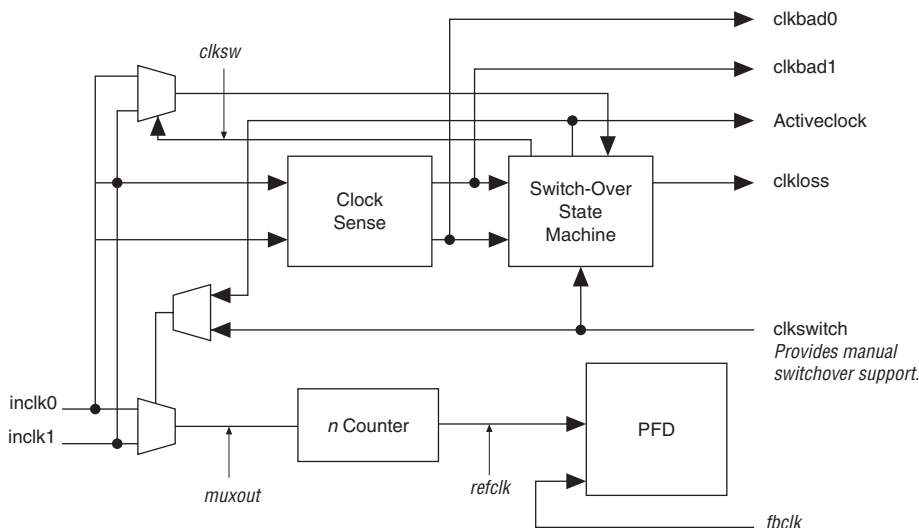 clkbad0
clksw
clkbad1
Activeclock
clkloss
Clock
Sense
Switch-Over
State
Machine
clkswitch
Provides manual
switchover support.
inclk0
inclk1
n Counter
PFD
muxout
refclk
fbclk